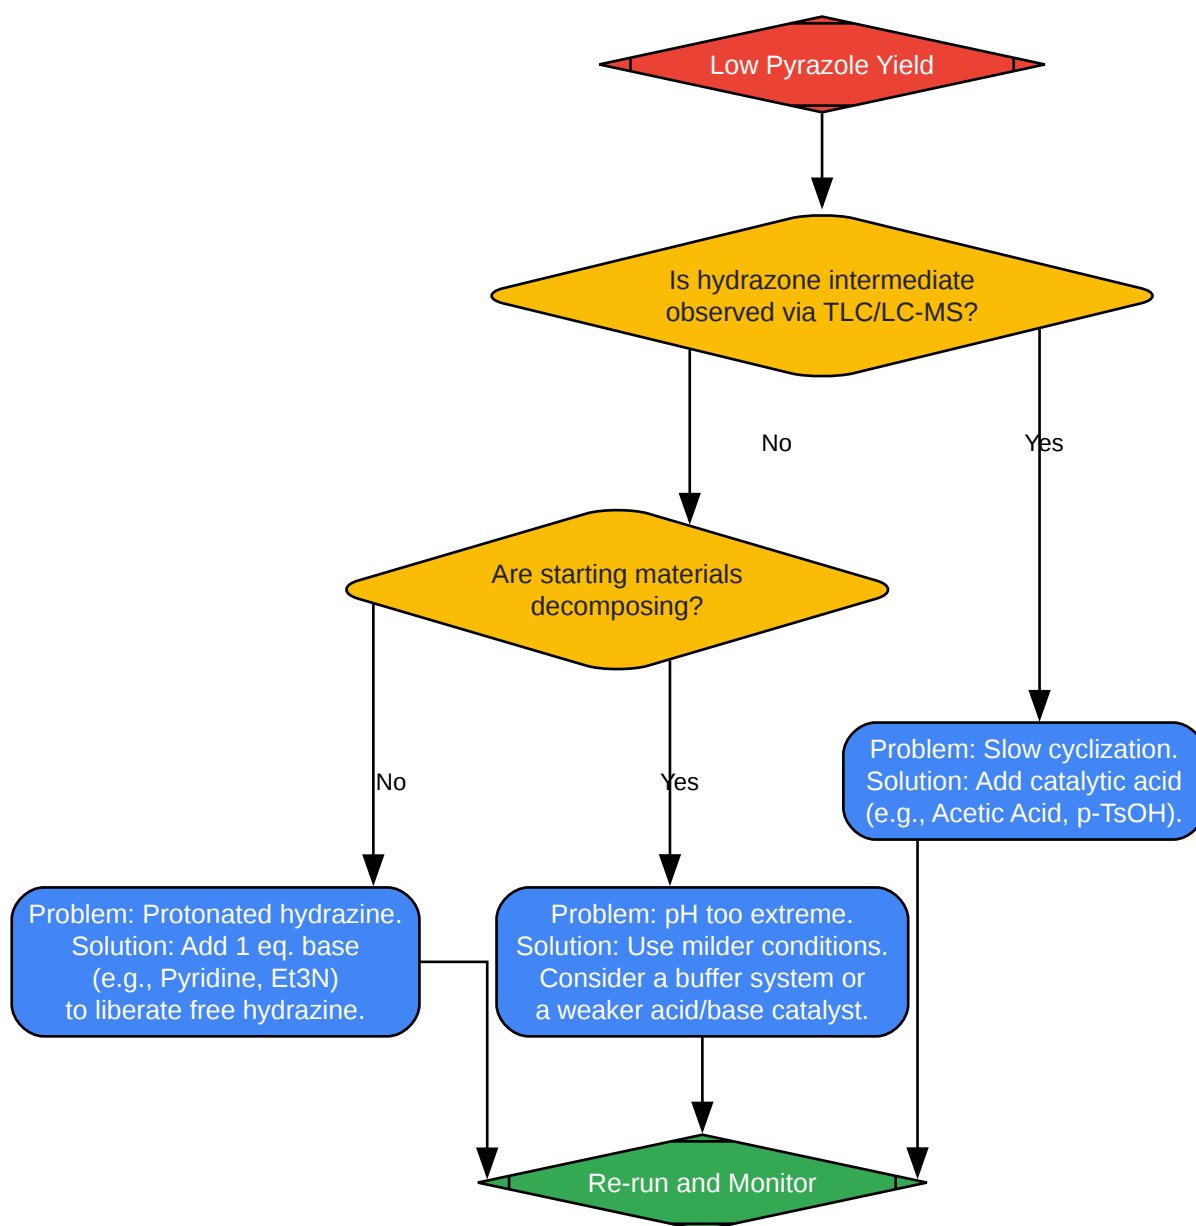 Low Pyrazole Yield
Is hydrazone intermediate
observed via TLC/LC-MS?
No
Yes
Are starting materials
decomposing?
No
Yes
Problem: Slow cyclization.
Solution: Add catalytic acid
(e.g., Acetic Acid, p-TsOH).
Problem: Protonated hydrazine.
Solution: Add 1 eq. base
(e.g., Pyridine, Et3N)
to liberate free hydrazine.
Problem: pH too extreme.
Solution: Use milder conditions.
Consider a buffer system or
a weaker acid/base catalyst.
Re-run and Monitor